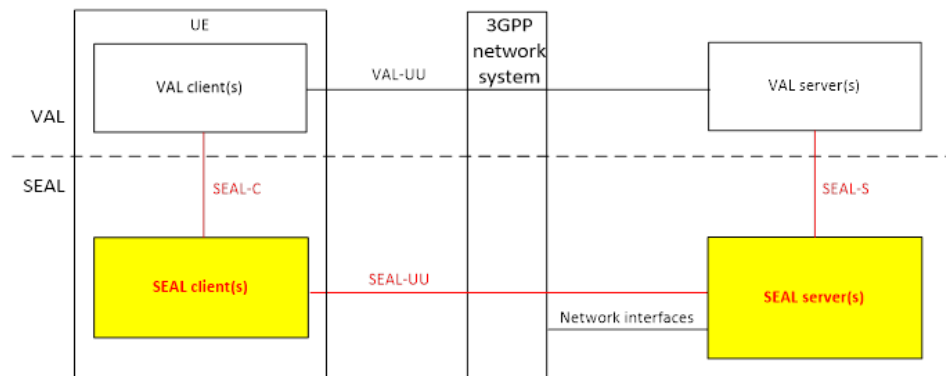 UE
3GPP
network
system
VAL client(s)
VAL-UU
VAL server(s)
VAL
SEAL
SEAL-C
SEAL-S
SEAL client(s)
SEAL-UU
SEAL server(s)
Network interfaces